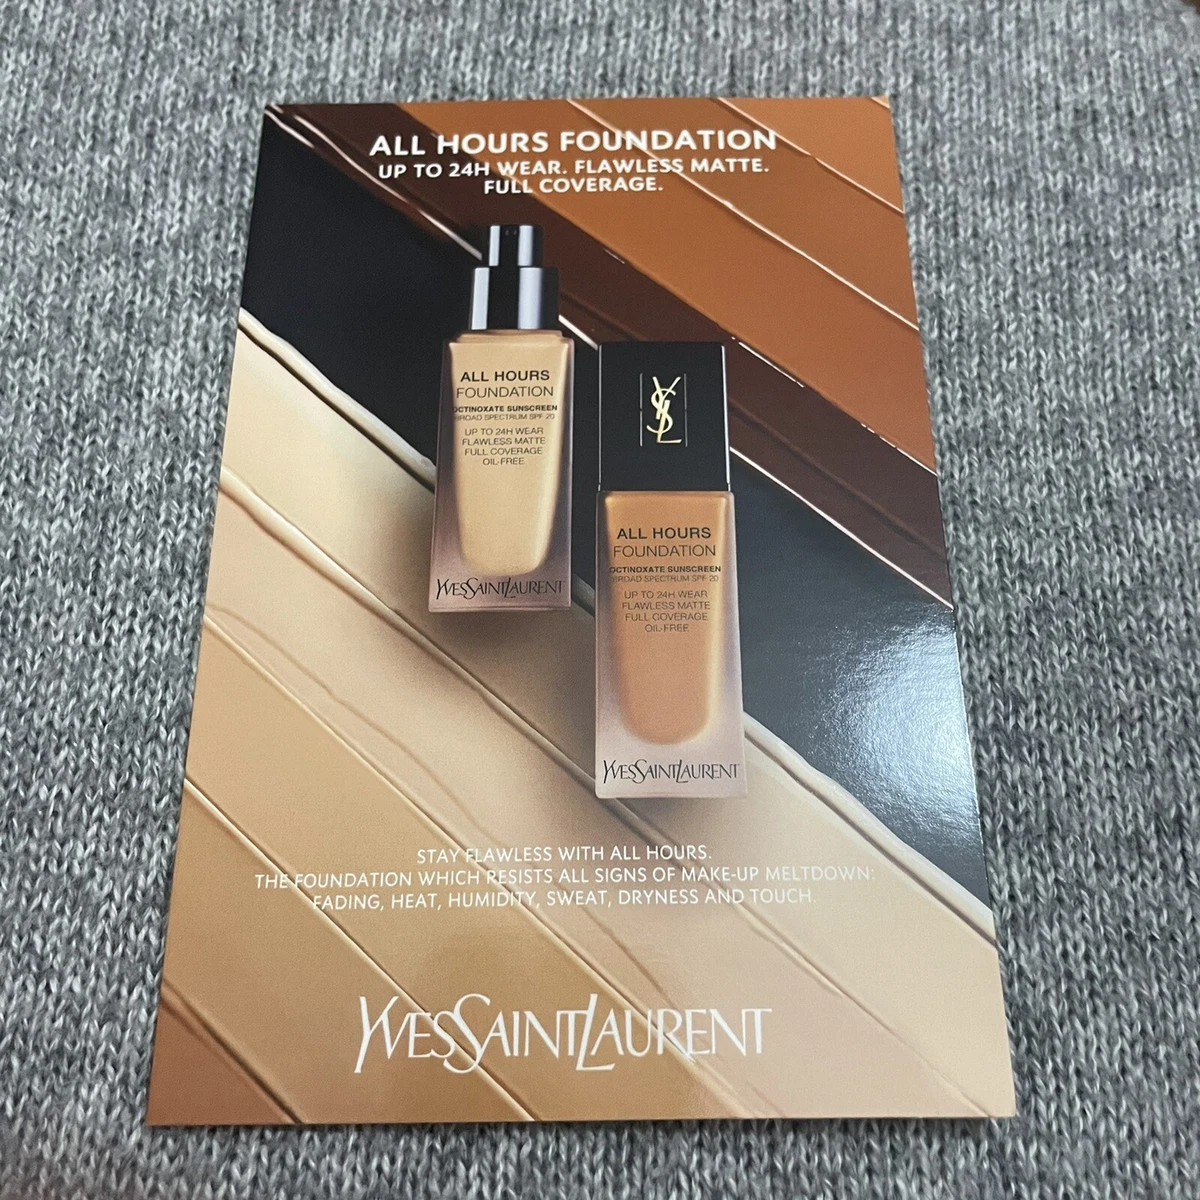 ALL HOURS FOUNDATION
UP TO 24H WEAR. FLAWLESS MATTE.
FULL COVERAGE.
ALL HOURS
FOUNDATION
OCTINOXATE SUNSCREEN
BROAD SPECTRUM SPF 20
UP TO 24H WEAR
FLAWLESS MATTE
FULL COVERAGE
OIL-FREE
YVESSAINTLAURENT
YSL
ALL HOURS
FOUNDATION
OCTINOXATE SUNSCREEN
BROAD SPECTRUM SPF 20
UP TO 24H WEAR
FLAWLESS MATTE
FULL COVERAGE
OIL-FREE
YVESSAINTLAURENT
STAY FLAWLESS WITH ALL HOURS.
THE FOUNDATION WHICH RESISTS ALL SIGNS OF MAKE-UP MELTDOWN:
FADING, HEAT, HUMIDITY, SWEAT, DRYNESS AND TOUCH.
YVESSAINTLAURENT